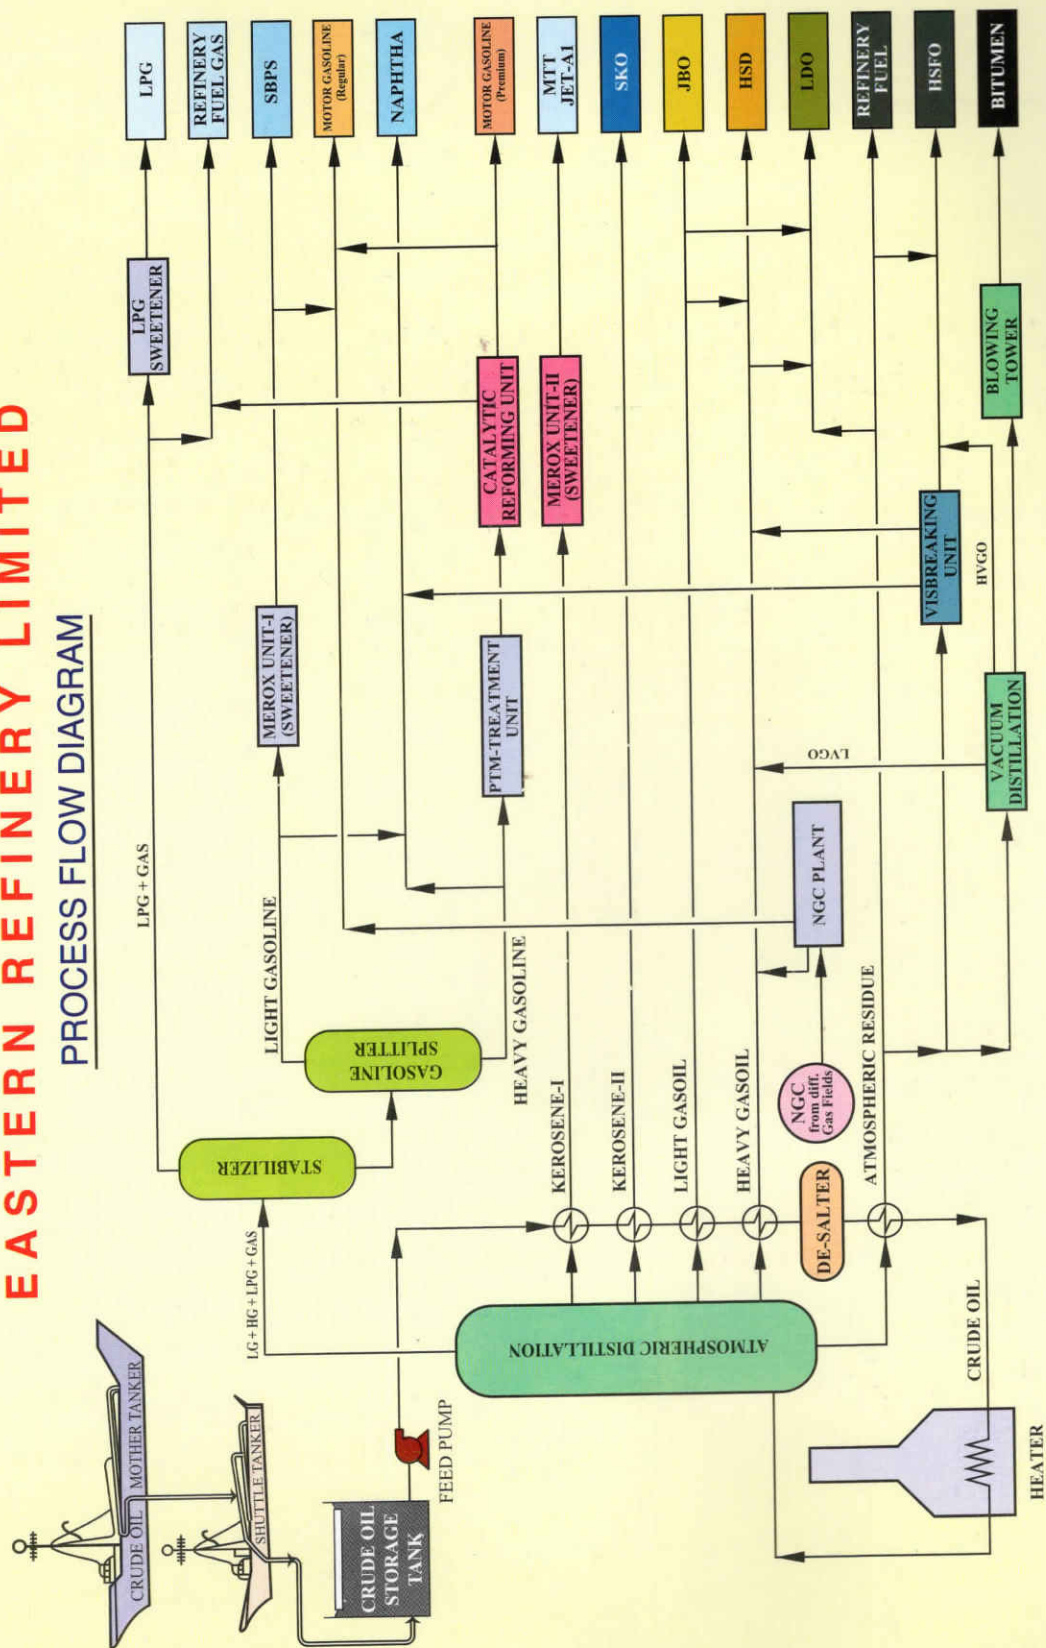 EASTERN REFINERY LIMITED
PROCESS FLOW DIAGRAM
CRUDE OIL
MOTHER TANKER
SHUTTLE TANKER
CRUDE OIL
STORAGE
TANK
FEED PUMP
HEATER
CRUDE OIL
ATMOSPHERIC DISTILLATION
LG + HG + LPG + GAS
STABILIZER
GASOLINE
SPLITTER
LPG + GAS
LIGHT GASOLINE
HEAVY GASOLINE
KEROSENE-I
KEROSENE-II
LIGHT GASOIL
HEAVY GASOIL
DE-SALTER
ATMOSPHERIC RESIDUE
NGC
from diff.
Gas Fields
NGC PLANT
MEROX UNIT-I
(SWEETENER)
PTM-TREATMENT
UNIT
LVGO
VACUUM
DISTILLATION
HVGO
VISBREAKING
UNIT
CATALYTIC
REFORMING UNIT
MEROX UNIT-II
(SWEETENER)
BLOWING
TOWER
LPG
SWEETENER
LPG
REFINERY
FUEL GAS
SBPS
MOTOR GASOLINE
(Regular)
NAPHTHA
MOTOR GASOLINE
(Premium)
MTT
JET-A1
SKO
JBO
HSD
LDO
REFINERY
FUEL
HSFO
BITUMEN